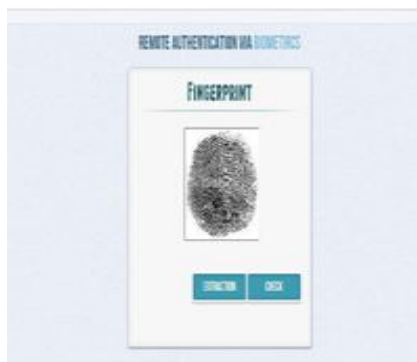 REMOTE AUTHENTICATION VIA BIOMETRICS
FINGERPRINT
EXTRACTION CHECK